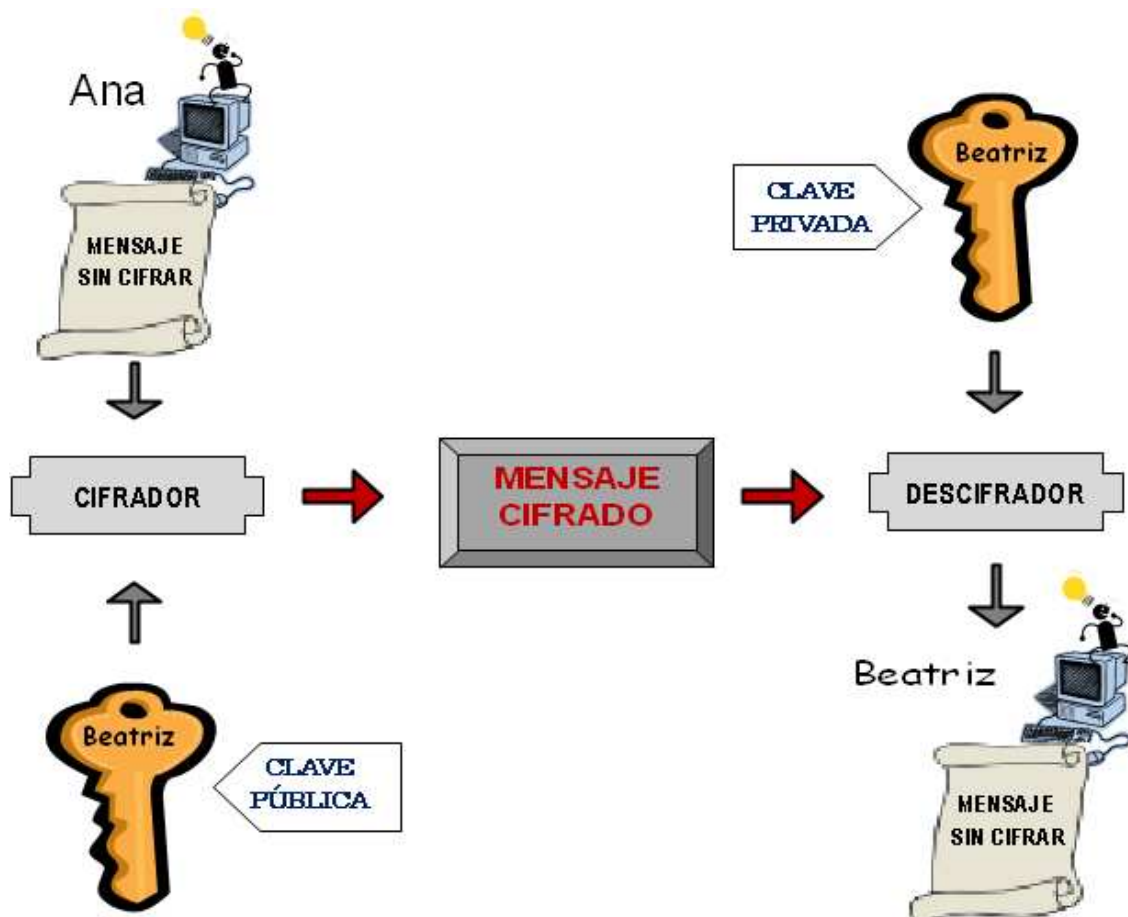 Ana
MENSAJE
SIN CIFRAR
Beatriz
CLAVE
PRIVADA
CIFRADOR
MENSAJE
CIFRADO
DESCIFRADOR
Beatriz
CLAVE
PÚBLICA
Beatriz
MENSAJE
SIN CIFRAR